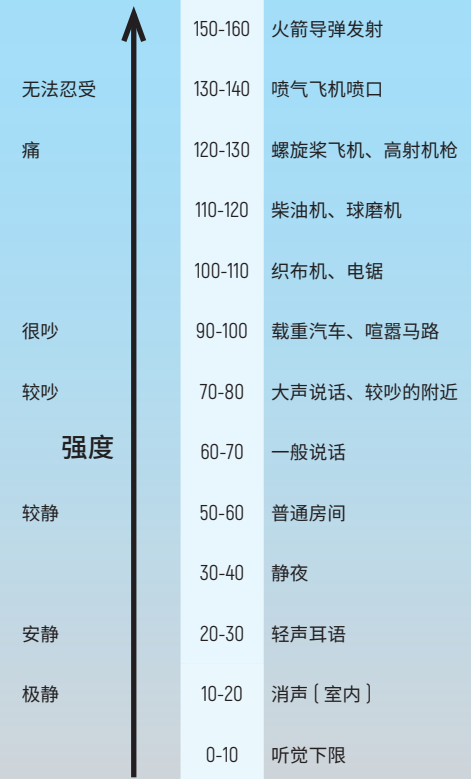 150-160 火箭导弹发射
无法忍受 130-140 喷气飞机喷口
痛 120-130 螺旋桨飞机、高射机枪
110-120 柴油机、球磨机
100-110 织布机、电锯
很吵 90-100 载重汽车、喧嚣马路
较吵 70-80 大声说话、较吵的附近
强度 60-70 一般说话
较静 50-60 普通房间
30-40 静夜
安静 20-30 轻声耳语
极静 10-20 消声〔室内〕
0-10 听觉下限